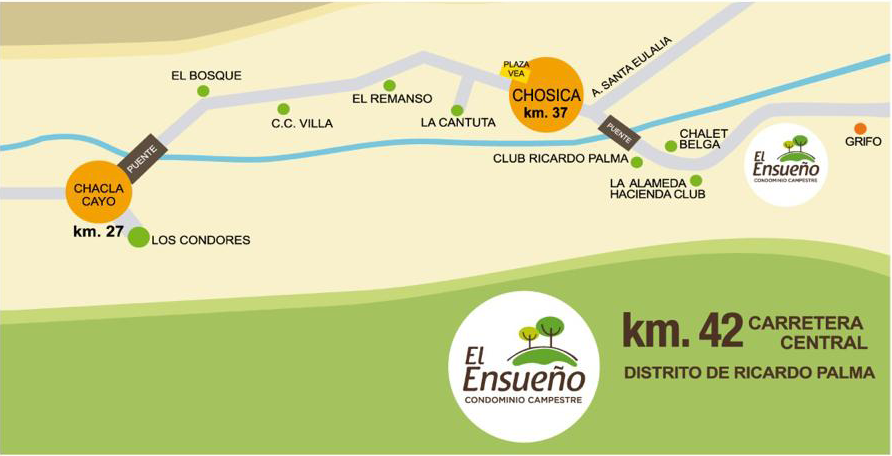 PLAZA
VEA
A. SANTA EULALIA
EL BOSQUE
EL REMANSO
CHOSICA
km. 37
C.C. VILLA
LA CANTUTA
PUENTE
CHALET
BELGA
GRIFO
PUENTE
CLUB RICARDO PALMA
El
Ensueño
CONDOMINIO CAMPESTRE
CHACLA
CAYO
LA ALAMEDA
HACIENDA CLUB
km. 27
LOS CONDORES
El
Ensueño
CONDOMINIO CAMPESTRE
km. 42 CARRETERA
CENTRAL
DISTRITO DE RICARDO PALMA